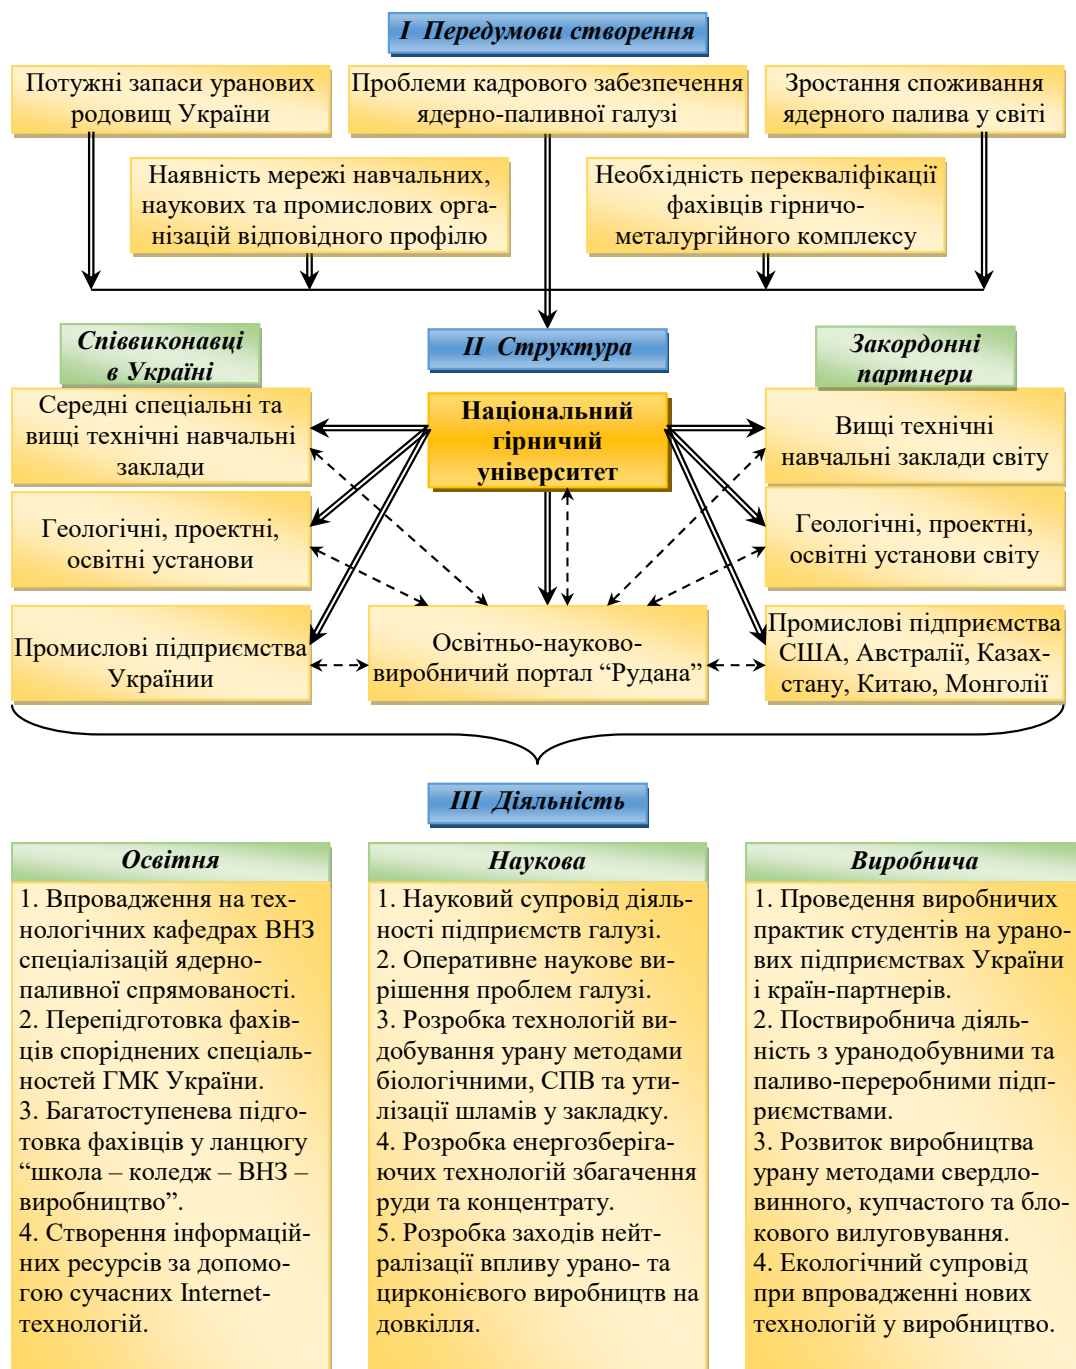 I Передумови створення
Потужні запаси уранових
родовищ України
Проблеми кадрового забезпечення
ядерно-паливної галузі
Зростання споживання
ядерного палива у світі
Наявність мережі навчальних,
наукових та промислових орга-
нізацій відповідного профілю
Необхідність перекваліфікації
фахівців гірничо-
металургійного комплексу
Співвиконавці
в Україні
II Структура
Закордонні
партнери
Середні спеціальні та
вищі технічні навчальні
заклади
Національний
гірничий
університет
Вищі технічні
навчальні заклади світу
Геологічні, проектні,
освітні установи
Геологічні, проектні,
освітні установи світу
Промислові підприємства
Українии
Освітньо-науково-
виробничий портал “Рудана”
Промислові підприємства
США, Австралії, Казах-
стану, Китаю, Монголії
III Діяльність
Освітня
1. Впровадження на тех-
нологічних кафедрах ВНЗ
спеціалізацій ядерно-
паливної спрямованості.
2. Перепідготовка фахів-
ців споріднених спеціаль-
ностей ГМК України.
3. Багатоступенева підго-
товка фахівців у ланцюгу
“школа – коледж – ВНЗ –
виробництво”.
4. Створення інформацій-
них ресурсів за допомо-
гою сучасних Internet-
технологій.
Наукова
1. Науковий супровід діяль-
ності підприємств галузі.
2. Оперативне наукове ви-
рішення проблем галузі.
3. Розробка технологій ви-
добування урану методами
біологічними, СПВ та ути-
лізації шламів у закладку.
4. Розробка енергозберіга-
ючих технологій збагачення
руди та концентрату.
5. Розробка заходів нейт-
ралізації впливу урано- та
цирконієвого виробництв на
довкілля.
Виробнича
1. Проведення виробничих
практик студентів на урано-
вих підприємствах України
і країн-партнерів.
2. Поствиробнича діяль-
ність з уранодобувними та
паливо-переробними підп-
риємствами.
3. Розвиток виробництва
урану методами свердло-
винного, купчастого та бло-
кового вилуговування.
4. Екологічний супровід
при впровадженні нових
технологій у виробництво.